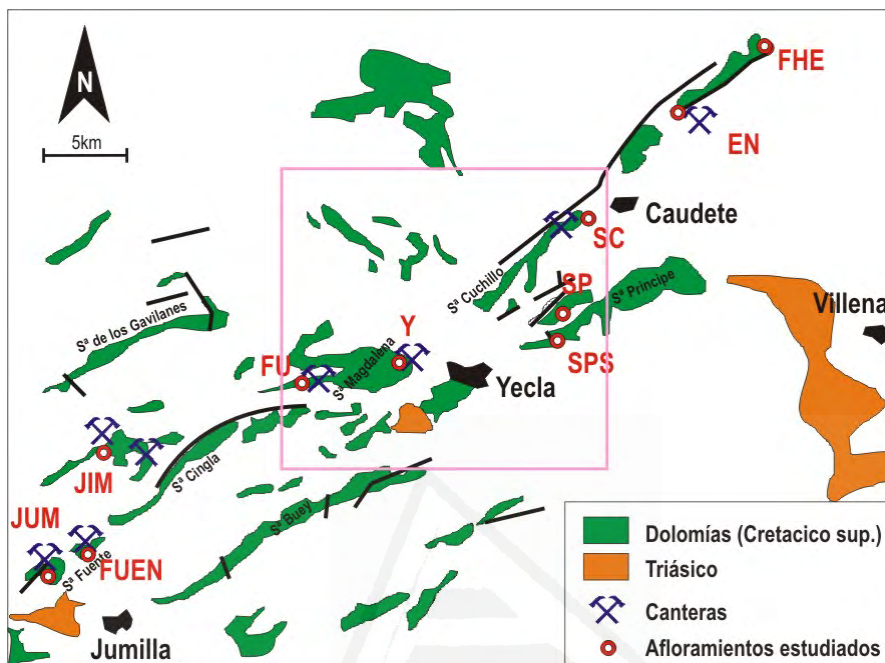 N
5km
FHE
EN
Caudete
SC
Sª Cuchillo
SP
Sª Principe
Villena
Sª de los Gavilanes
Y
FU
Sª Magdalena
SPS
Yecla
JIM
Sª Cingla
JUM
Sª Buey
Sª Fuente
FUEN
Jumilla
Dolomías (Cretacico sup.)
Triásico
Canteras
Afloramientos estudiados